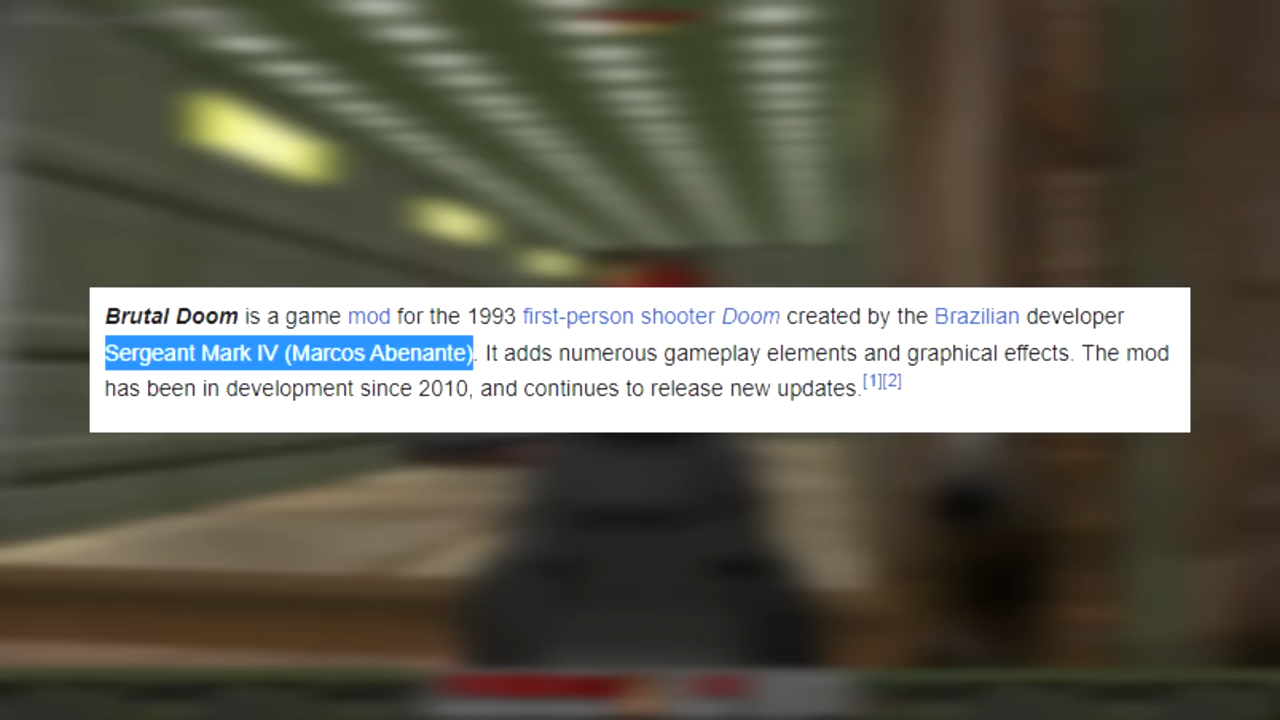 Brutal Doom is a game mod for the 1993 first-person shooter Doom created by the Brazilian developer
Sergeant Mark IV (Marcos Abenante). It adds numerous gameplay elements and graphical effects. The mod
has been in development since 2010, and continues to release new updates.[1][2]